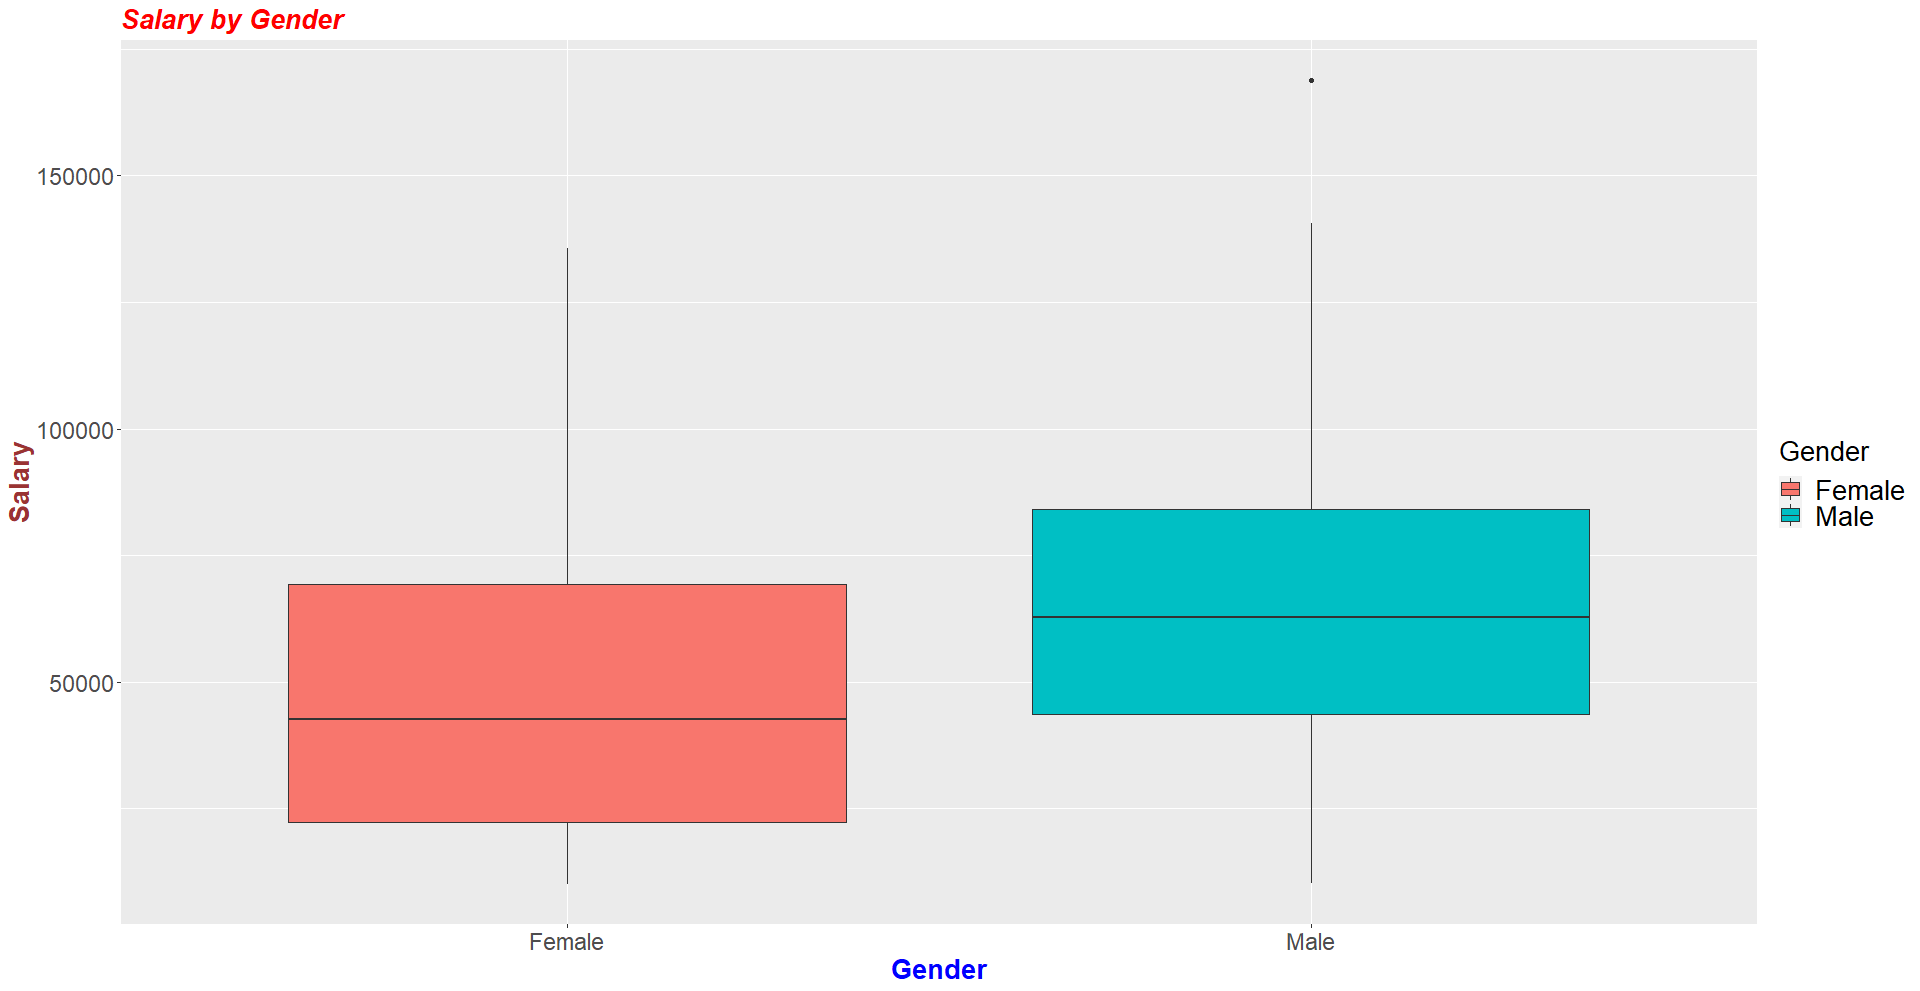 Salary by Gender
150000
100000
50000
Salary
Female
Male
Gender
Gender
Female
Male